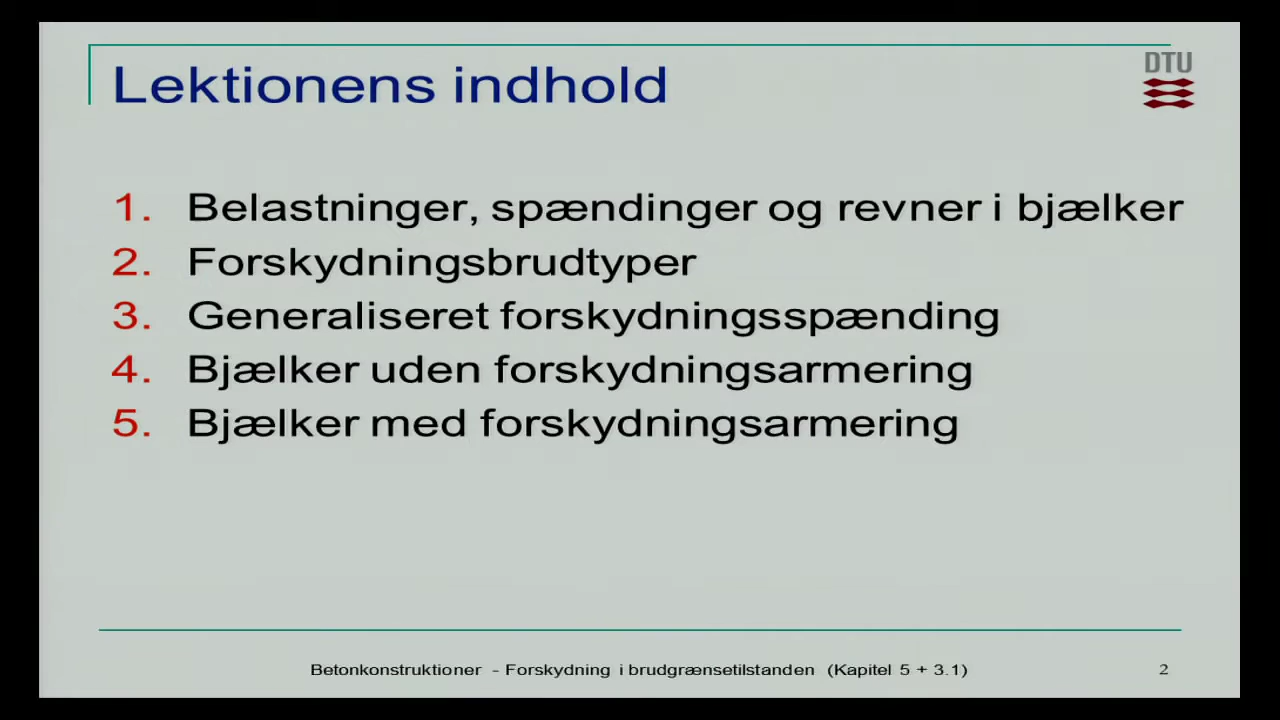 Lektionens indhold
DTU
1. Belastninger, spændinger og revner i bjælker
2. Forskydningsbrudtyper
3. Generaliseret forskydningsspænding
4. Bjælker uden forskydningsarmering
5. Bjælker med forskydningsarmering
Betonkonstruktioner - Forskydning i brudgrænsetilstanden (Kapitel 5 + 3.1) 2